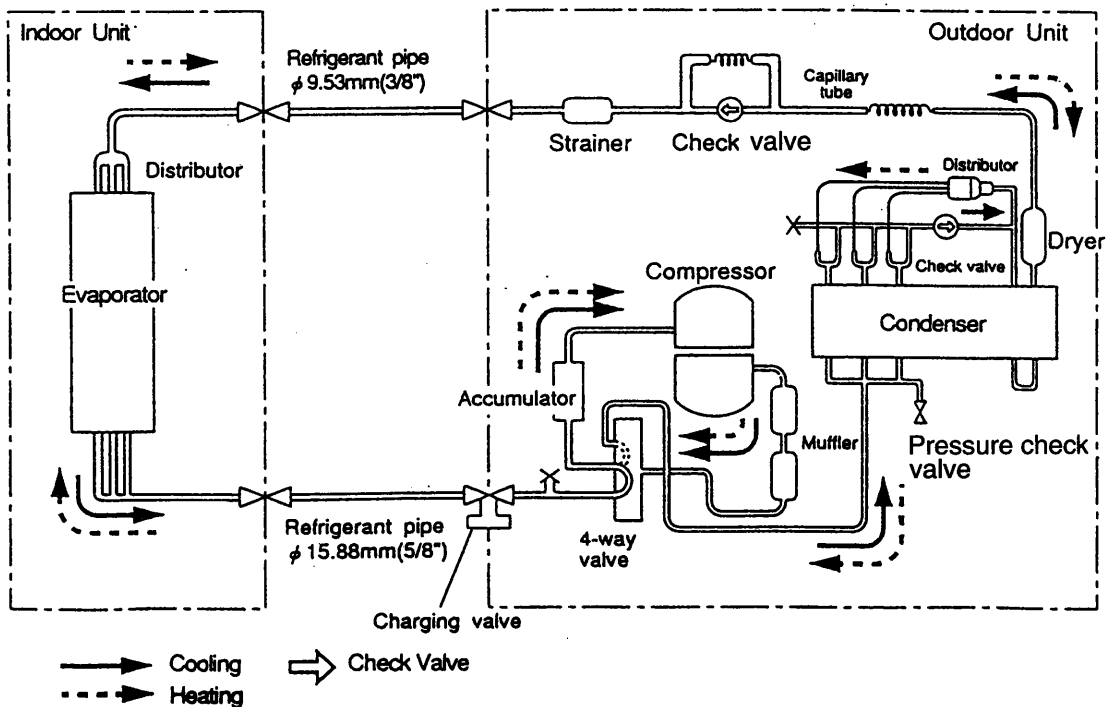 Indoor Unit
Outdoor Unit
Refrigerant pipe
ϕ 9.53mm(3/8")
Capillary
tube
Strainer
Check valve
Distributor
Distributor
Dryer
Check valve
Compressor
Evaporator
Condenser
Accumulator
Muffler
Pressure check
valve
Refrigerant pipe
ϕ 15.88mm(5/8")
4-way
valve
Charging valve
Cooling
Check Valve
Heating